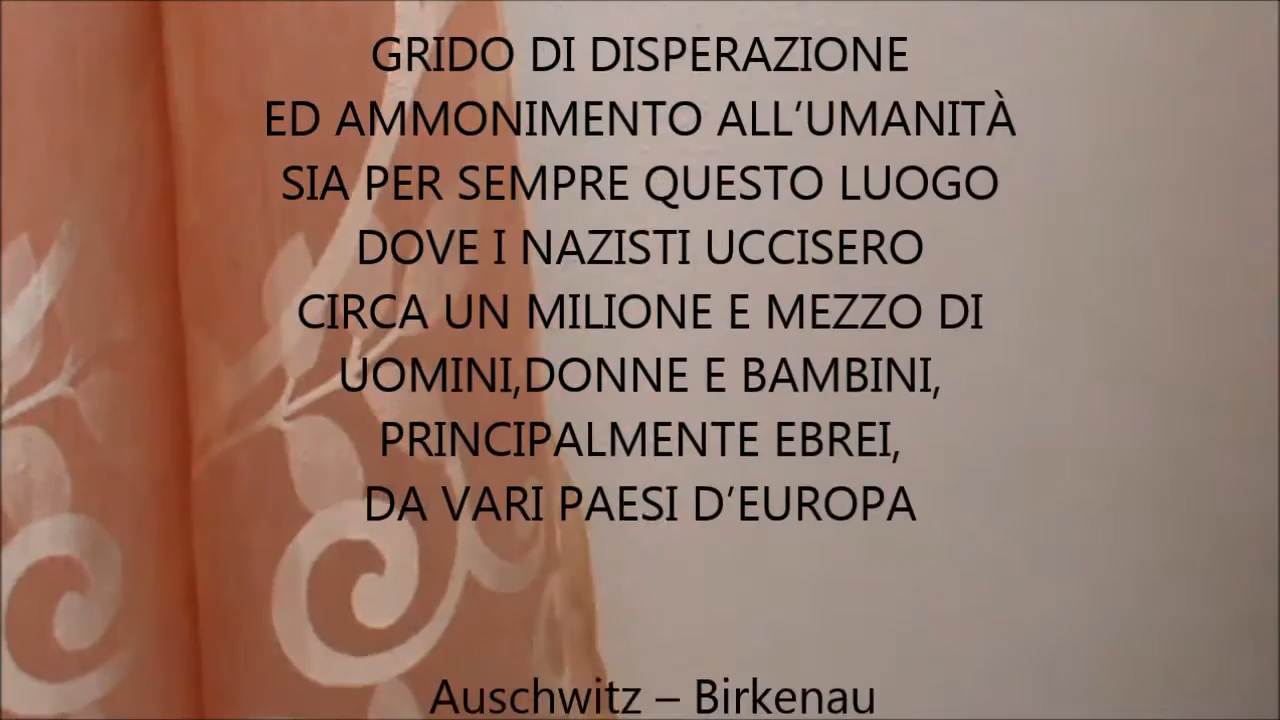 GRIDO DI DISPERAZIONE
ED AMMONIMENTO ALL’UMANITÀ
SIA PER SEMPRE QUESTO LUOGO
DOVE I NAZISTI UCCISERO
CIRCA UN MILIONE E MEZZO DI
UOMINI,DONNE E BAMBINI,
PRINCIPALMENTE EBREI,
DA VARI PAESI D’EUROPA
Auschwitz – Birkenau